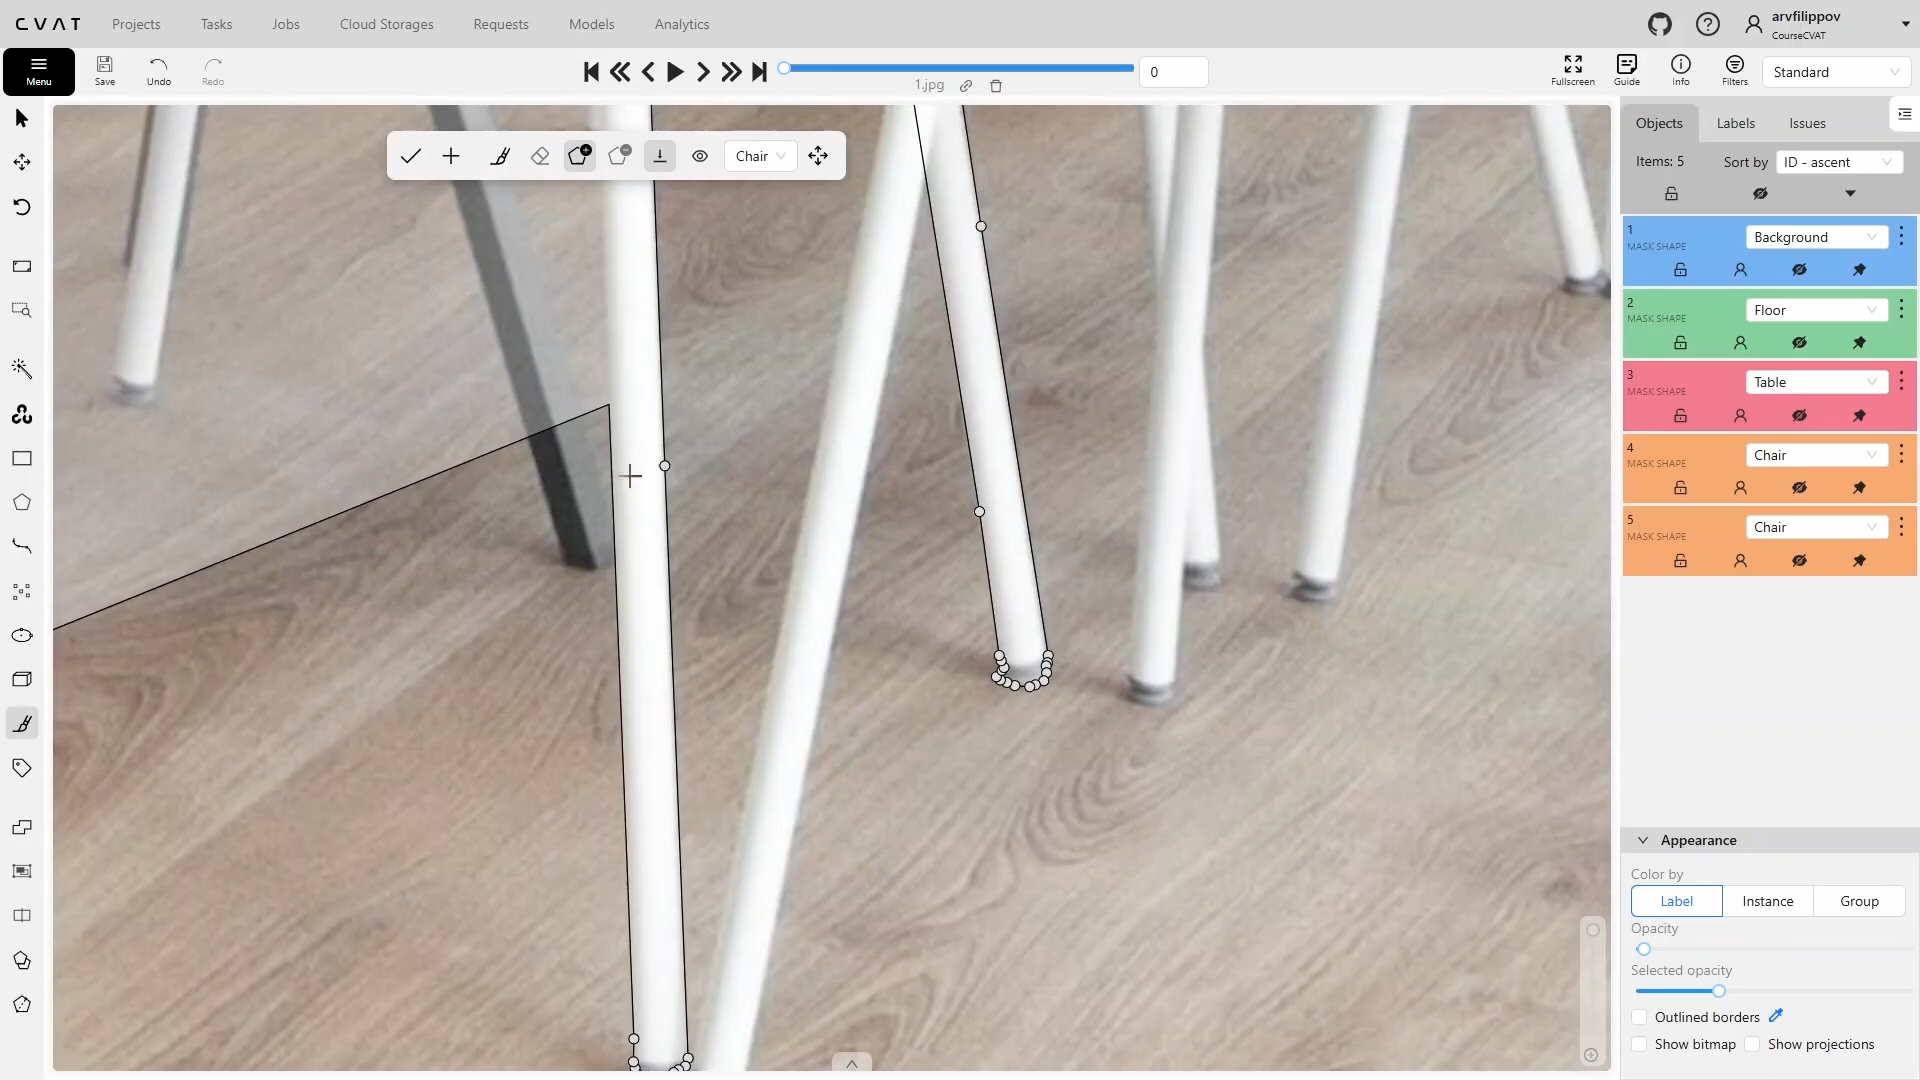 CVAT
Projects
Tasks
Jobs
Cloud Storages
Requests
Models
Analytics
arvfilippov
CourseCVAT
Menu
Save
Undo
Redo
0
1.jpg
Fullscreen
Guide
Info
Filters
Standard
Chair
Objects
Labels
Issues
Items: 5
Sort by
ID - ascent
1
MASK SHAPE
Background
2
MASK SHAPE
Floor
3
MASK SHAPE
Table
4
MASK SHAPE
Chair
5
MASK SHAPE
Chair
Appearance
Color by
Label
Instance
Group
Opacity
Selected opacity
Outlined borders
Show bitmap
Show projections